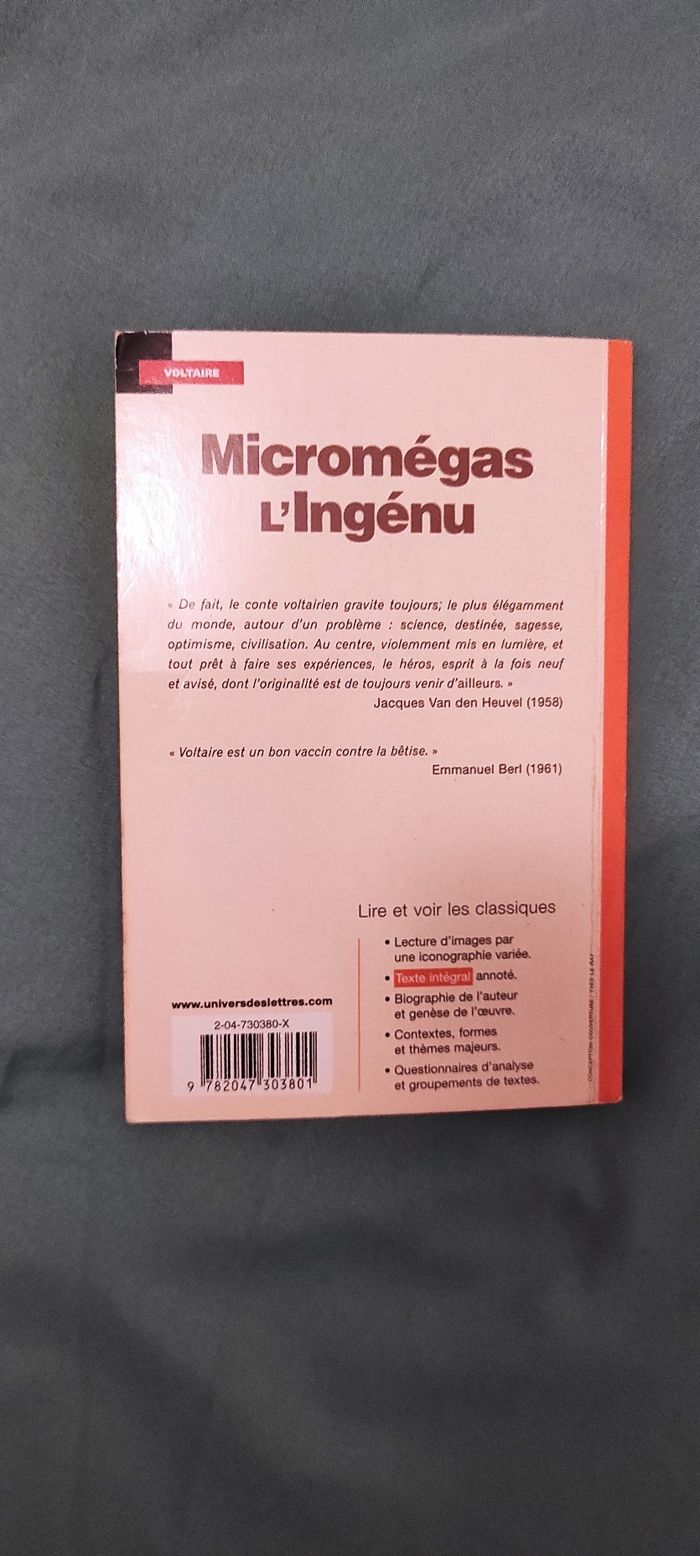 VOLTAIRE
Micromégas
L'Ingénu
« De fait, le conte voltairien gravite toujours; le plus élégamment
du monde, autour d'un problème : science, destinée, sagesse,
optimisme, civilisation. Au centre, violemment mis en lumière, et
tout prêt à faire ses expériences, le héros, esprit à la fois neuf
et avisé, dont l'originalité est de toujours venir d'ailleurs. »
Jacques Van den Heuvel (1958)
« Voltaire est un bon vaccin contre la bêtise. »
Emmanuel Berl (1961)
Lire et voir les classiques
• Lecture d'images par
une iconographie variée.
• Texte intégral annoté.
• Biographie de l'auteur
et genèse de l'œuvre.
• Contextes, formes
et thèmes majeurs.
• Questionnaires d'analyse
et groupements de textes.
www.universdeslettres.com
2-04-730380-X
9 782047 303801
CONCEPTION COUVERTURE : YVES LE RAY